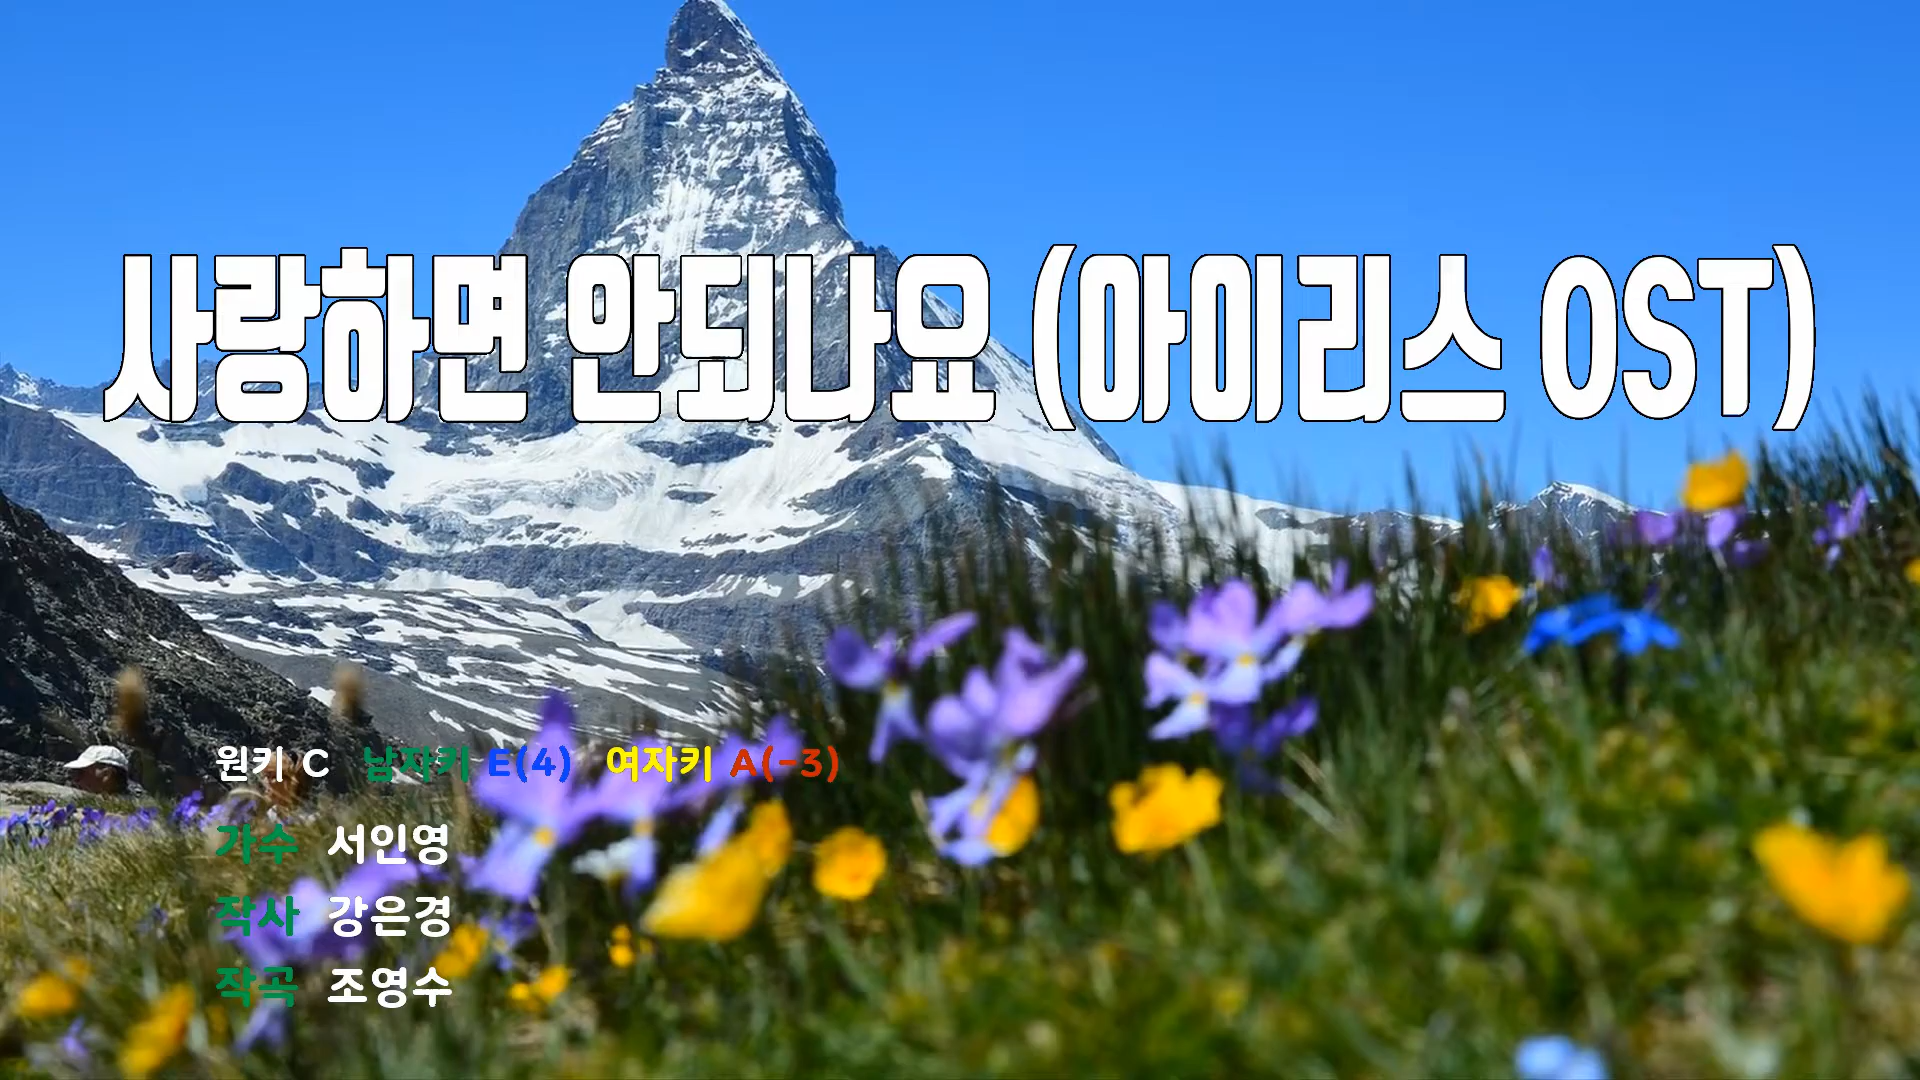 사랑하면 안되나요 (아이리스 OST)
원키 C 남자키 E(4) 여자키 A(-3)
가수 서인영
작사 강은경
작곡 조영수